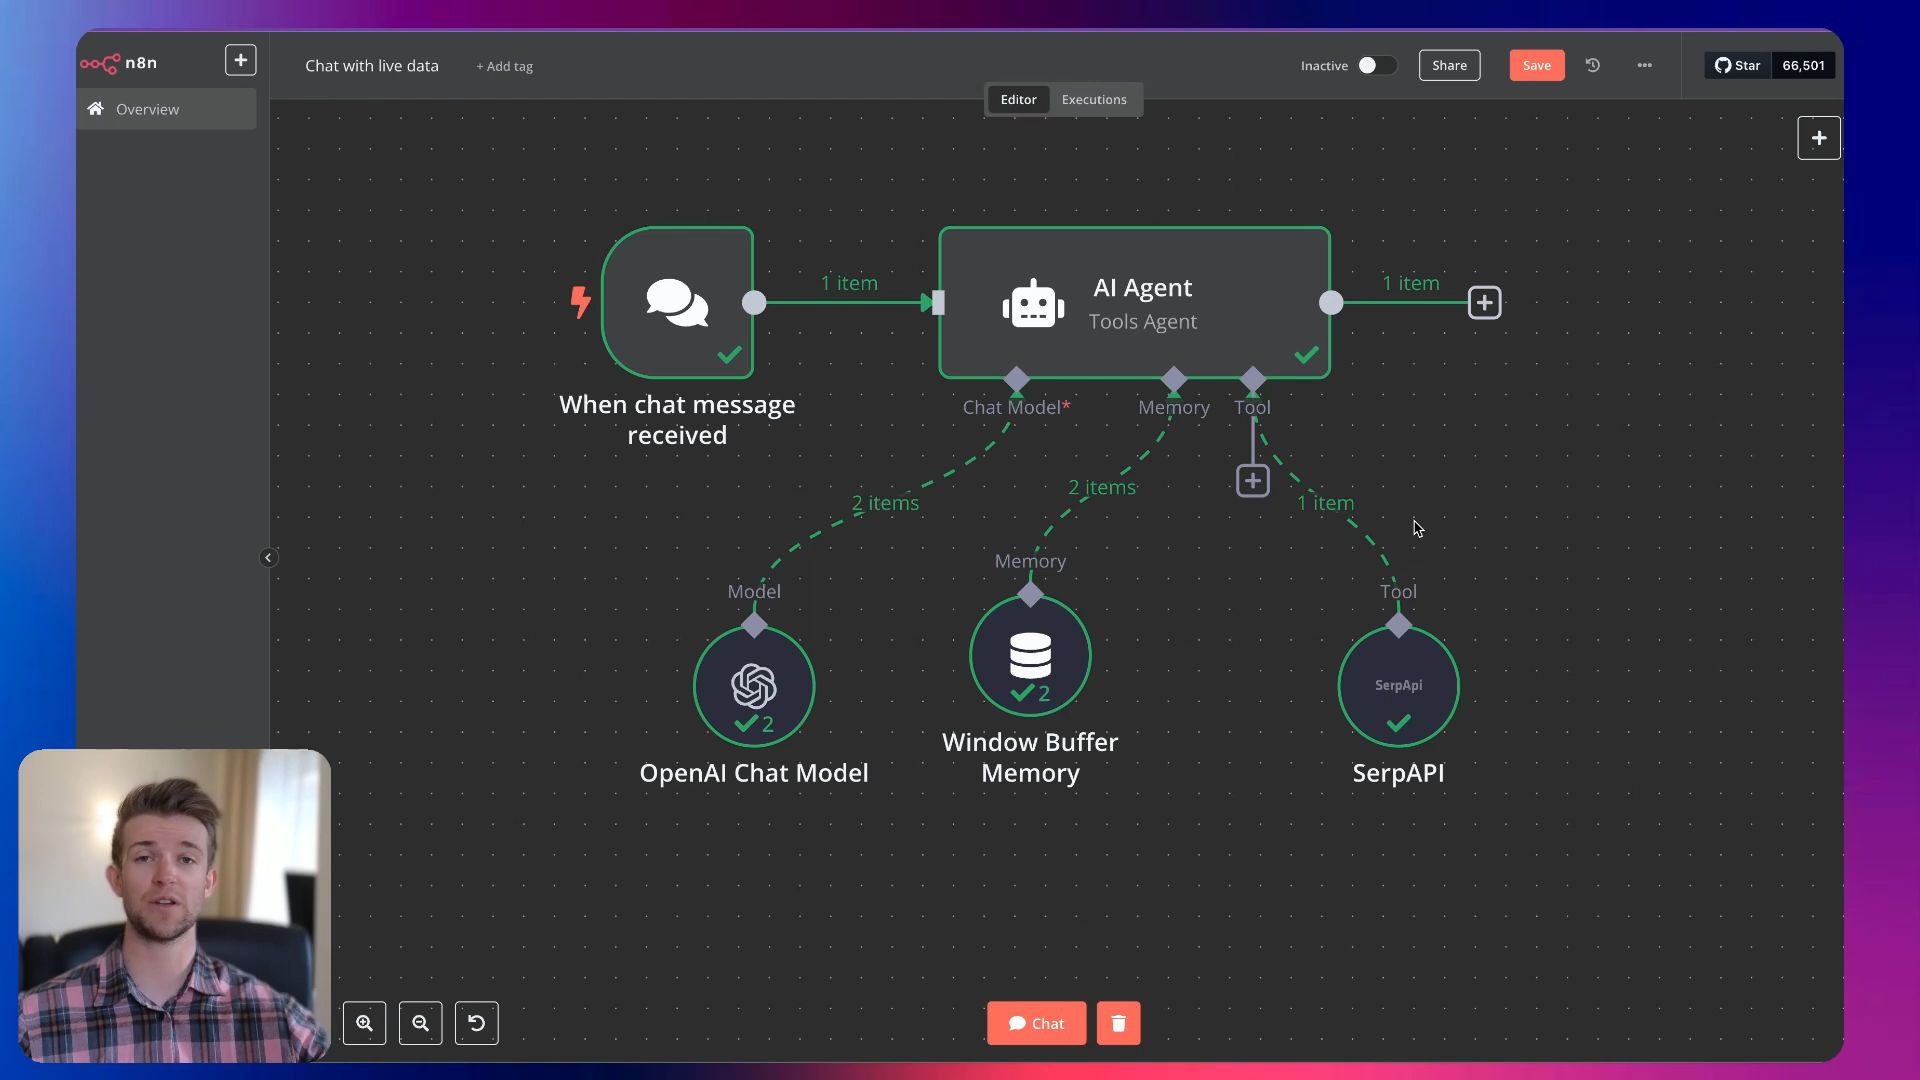 n8n
Chat with live data
+ Add tag
Inactive
Share
Save
Star
66,501
Overview
Editor
Executions
1 item
AI Agent
Tools Agent
1 item
When chat message
received
Chat Model*
Memory
Tool
2 items
2 items
1 item
Model
Memory
Tool
SerpApi
2
2
OpenAI Chat Model
Window Buffer
Memory
SerpAPI
Chat